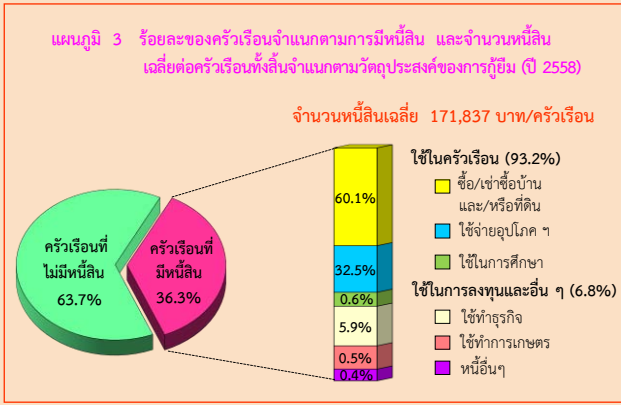 แผนภูมิ 3 ร้อยละของครัวเรือนจำแนกตามการมีหนี้สิน และจำนวนหนี้สิน
เฉลี่ยต่อครัวเรือนทั้งสิ้นจำแนกตามวัตถุประสงค์ของการกู้ยืม (ปี 2558)
จำนวนหนี้สินเฉลี่ย 171,837 บาท/ครัวเรือน
ครัวเรือนที่
ไม่มีหนี้สิน
63.7%
ครัวเรือนที่
มีหนี้สิน
36.3%
60.1%
32.5%
0.6%
5.9%
0.5%
0.4%
ใช้ในครัวเรือน (93.2%)
ซื้อ/เช่าซื้อบ้าน
และ/หรือที่ดิน
ใช้จ่ายอุปโภค ฯ
ใช้ในการศึกษา
ใช้ในการลงทุนและอื่น ๆ (6.8%)
ใช้ทำธุรกิจ
ใช้ทำการเกษตร
หนี้อื่นๆ